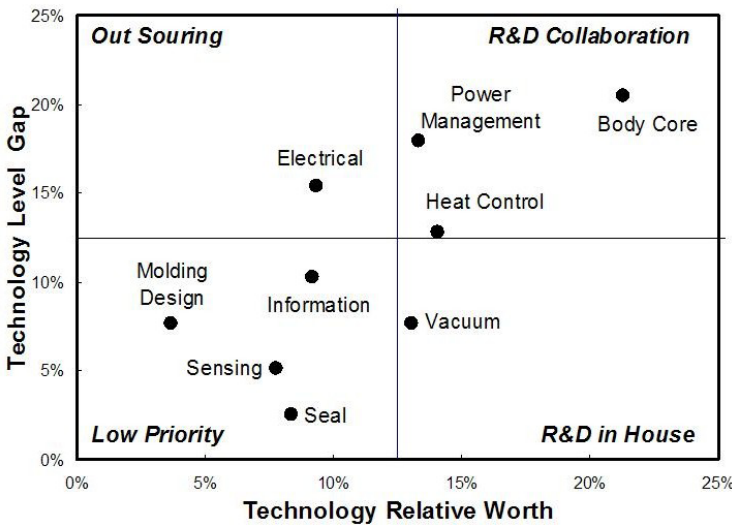 25%
Out Souring
R&D Collaboration
Power
Management
Body Core
20%
Electrical
15%
Heat Control
Technology Level Gap
Molding
Design
10%
Information
Vacuum
Sensing
5%
Seal
Low Priority
R&D in House
0%
0%
5%
10%
15%
20%
25%
Technology Relative Worth